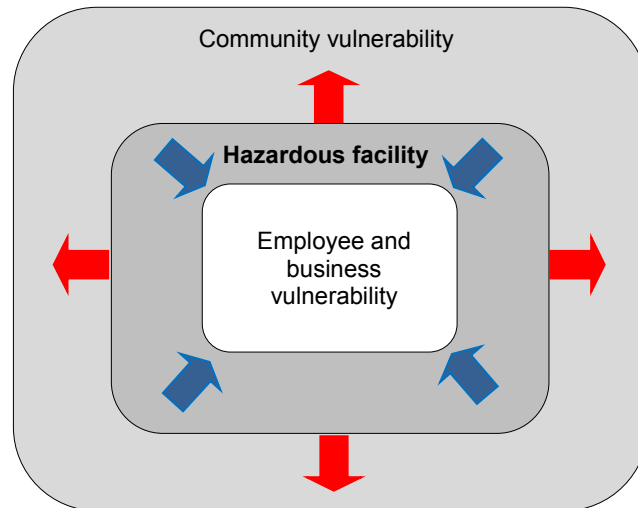 Community vulnerability
Hazardous facility
Employee and
business
vulnerability